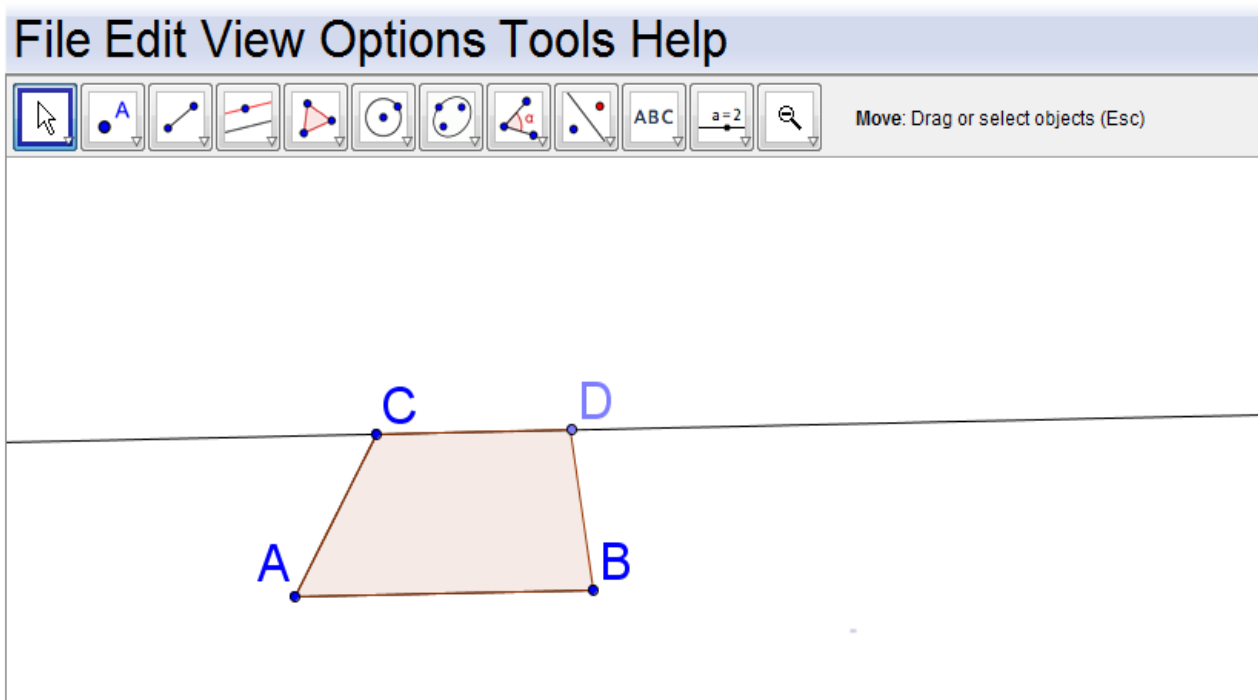 File Edit View Options Tools Help
A α ABC a=2 Move: Drag or select objects (Esc)
C D
A B